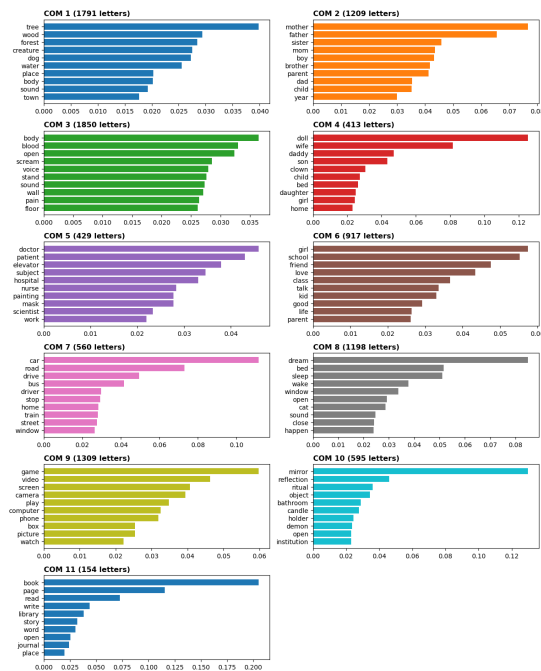 COM 1 (1791 letters)
tree
wood
forest
creature
dog
water
place
body
sound
town
0.000 0.005 0.010 0.015 0.020 0.025 0.030 0.035 0.040
COM 2 (1209 letters)
mother
father
sister
mom
boy
brother
parent
dad
child
year
0.00 0.01 0.02 0.03 0.04 0.05 0.06 0.07 0.0
COM 3 (1850 letters)
body
blood
open
scream
voice
stand
sound
wall
pain
floor
0.000 0.005 0.010 0.015 0.020 0.025 0.030 0.035
COM 4 (413 letters)
doll
wife
daddy
son
clown
child
bed
daughter
girl
home
0.02 0.04 0.06 0.08 0.10 0.12
COM 5 (429 letters)
doctor
patient
elevator
subject
hospital
nurse
painting
mask
scientist
work
0.00 0.01 0.02 0.03 0.04
COM 6 (917 letters)
girl
school
friend
love
class
talk
kid
good
life
parent
0.00 0.01 0.02 0.03 0.04 0.05 0.0
COM 7 (560 letters)
car
road
drive
bus
driver
stop
home
train
street
window
0.00 0.02 0.04 0.06 0.08 0.10
COM 8 (1198 letters)
dream
bed
sleep
wake
window
open
cat
sound
close
happen
0.00 0.01 0.02 0.03 0.04 0.05 0.06 0.07 0.08
COM 9 (1309 letters)
game
video
screen
camera
play
computer
phone
box
picture
watch
0.00 0.01 0.02 0.03 0.04 0.05 0.06
COM 10 (595 letters)
mirror
reflection
ritual
object
bathroom
candle
holder
demon
open
institution
0.00 0.02 0.04 0.06 0.08 0.10 0.12
COM 11 (154 letters)
book
page
read
write
library
story
word
open
journal
place
0.000 0.025 0.050 0.075 0.100 0.125 0.150 0.175 0.200